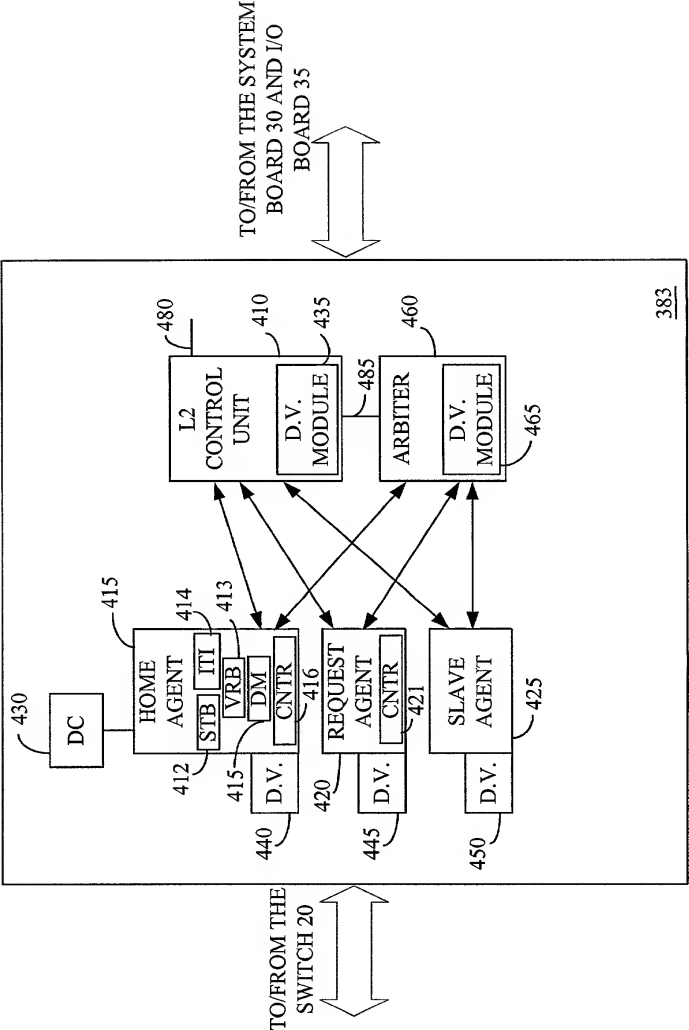 TO/FROM THE SYSTEM
BOARD 30 AND I/O
BOARD 35
383
480
410
435
L2
CONTROL
UNIT
D.V.
MODULE
485
460
ARBITER
D.V.
MODULE
465
430
DC
415
HOME
AGENT
414
ITI
STB
412
413
VRB
DM
415
CNTR
416
D.V.
440
REQUEST
AGENT
CNTR
421
420
D.V.
445
SLAVE
AGENT
425
D.V.
450
TO/FROM THE
SWITCH 20